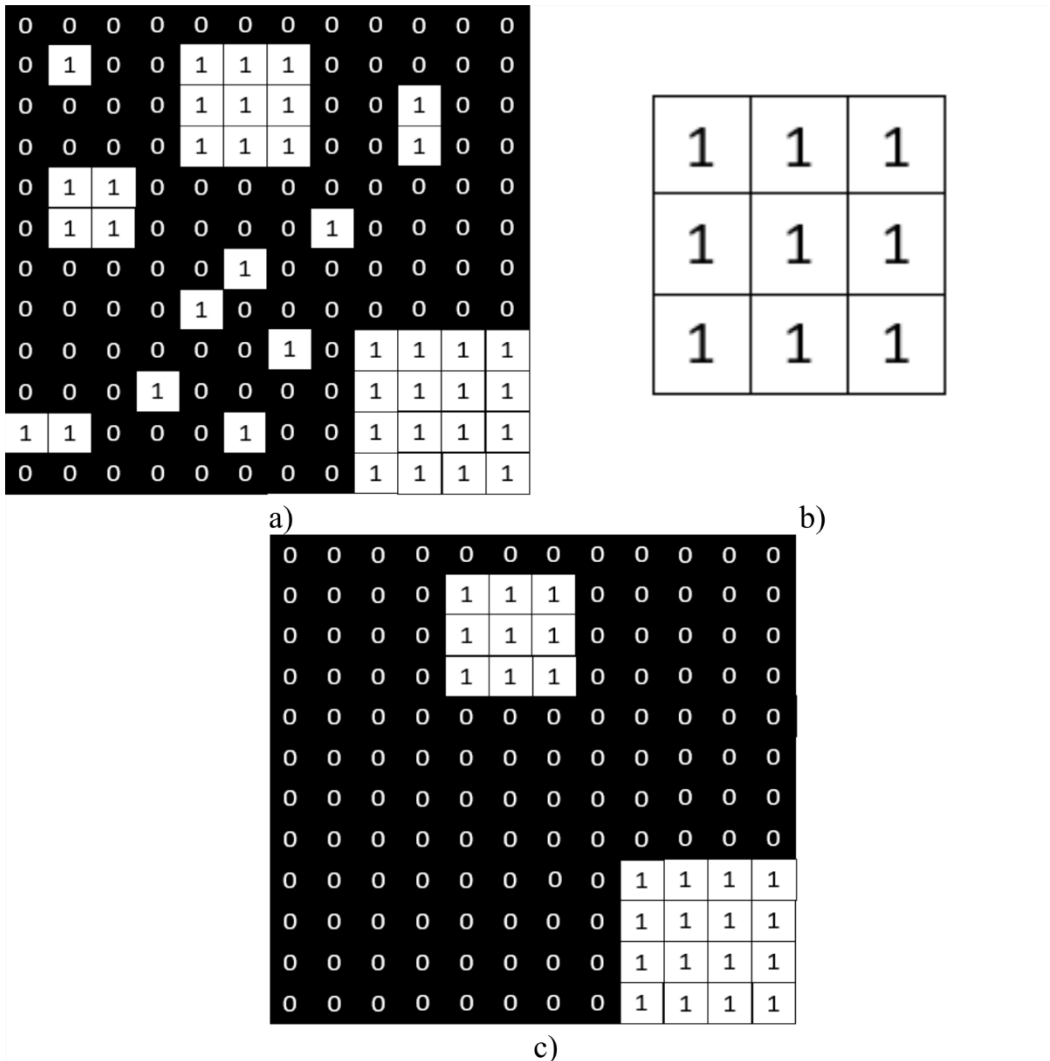 0 0 0 0 0 0 0 0 0 0 0 0
0 1 0 0 1 1 1 0 0 0 0 0
0 0 0 0 1 1 1 0 0 1 0 0
0 0 0 0 1 1 1 0 0 1 0 0
0 1 1 0 0 0 0 0 0 0 0 0
0 1 1 0 0 0 0 1 0 0 0 0
0 0 0 0 0 1 0 0 0 0 0 0
0 0 0 0 1 0 0 0 0 0 0 0
0 0 0 0 0 0 1 0 1 1 1 1
0 0 0 1 0 0 0 0 1 1 1 1
1 1 0 0 0 1 0 0 1 1 1 1
0 0 0 0 0 0 0 0 1 1 1 1
a)
1 1 1
1 1 1
1 1 1
b)
0 0 0 0 0 0 0 0 0 0 0 0
0 0 0 0 1 1 1 0 0 0 0 0
0 0 0 0 1 1 1 0 0 0 0 0
0 0 0 0 1 1 1 0 0 0 0 0
0 0 0 0 0 0 0 0 0 0 0 0
0 0 0 0 0 0 0 0 0 0 0 0
0 0 0 0 0 0 0 0 0 0 0 0
0 0 0 0 0 0 0 0 0 0 0 0
0 0 0 0 0 0 0 0 1 1 1 1
0 0 0 0 0 0 0 0 1 1 1 1
0 0 0 0 0 0 0 0 1 1 1 1
0 0 0 0 0 0 0 0 1 1 1 1
c)